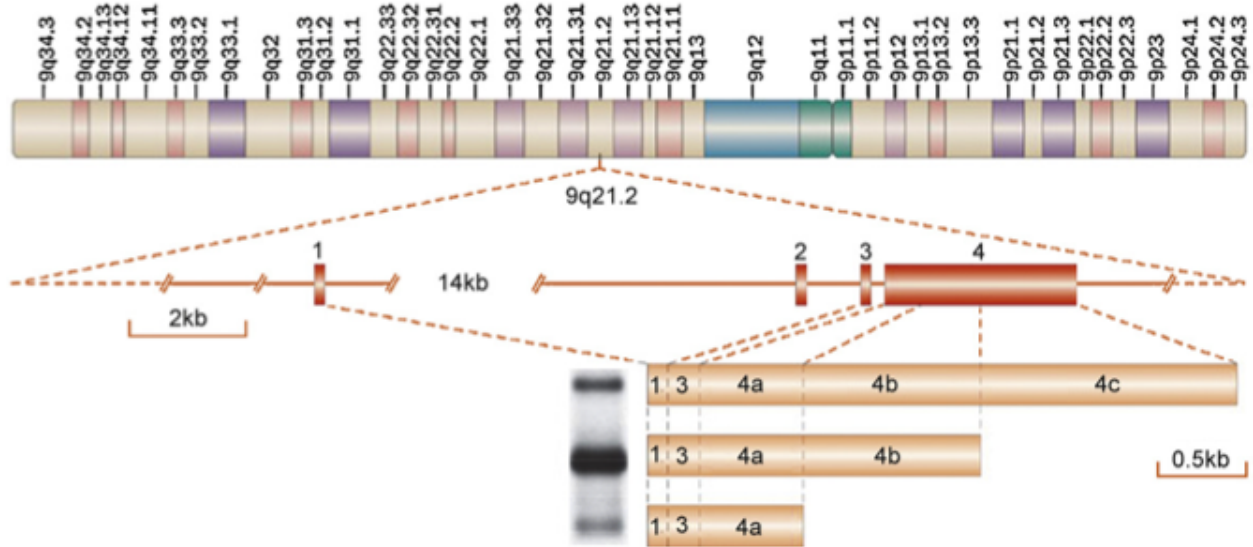 9q34.3 9q34.2 9q34.13 9q34.12 9q34.11 9q33.3 9q33.2 9q33.1 9q32 9q31.3 9q31.2 9q31.1 9q22.33 9q22.32 9q22.31 9q22.2 9q22.1 9q21.33 9q21.32 9q21.31 9q21.2 9q21.13 9q21.12 9q21.11 9q13 9q12 9q11 9p11.1 9p11.2 9p12 9p13.1 9p13.2 9p13.3 9p21.1 9p21.2 9p21.3 9p22.1 9p22.2 9p22.3 9p23 9p24.1 9p24.2 9p24.3
9q21.2
1 2 3 4
14kb
2kb
1 3 4a 4b 4c
1 3 4a 4b
0.5kb
1 3 4a